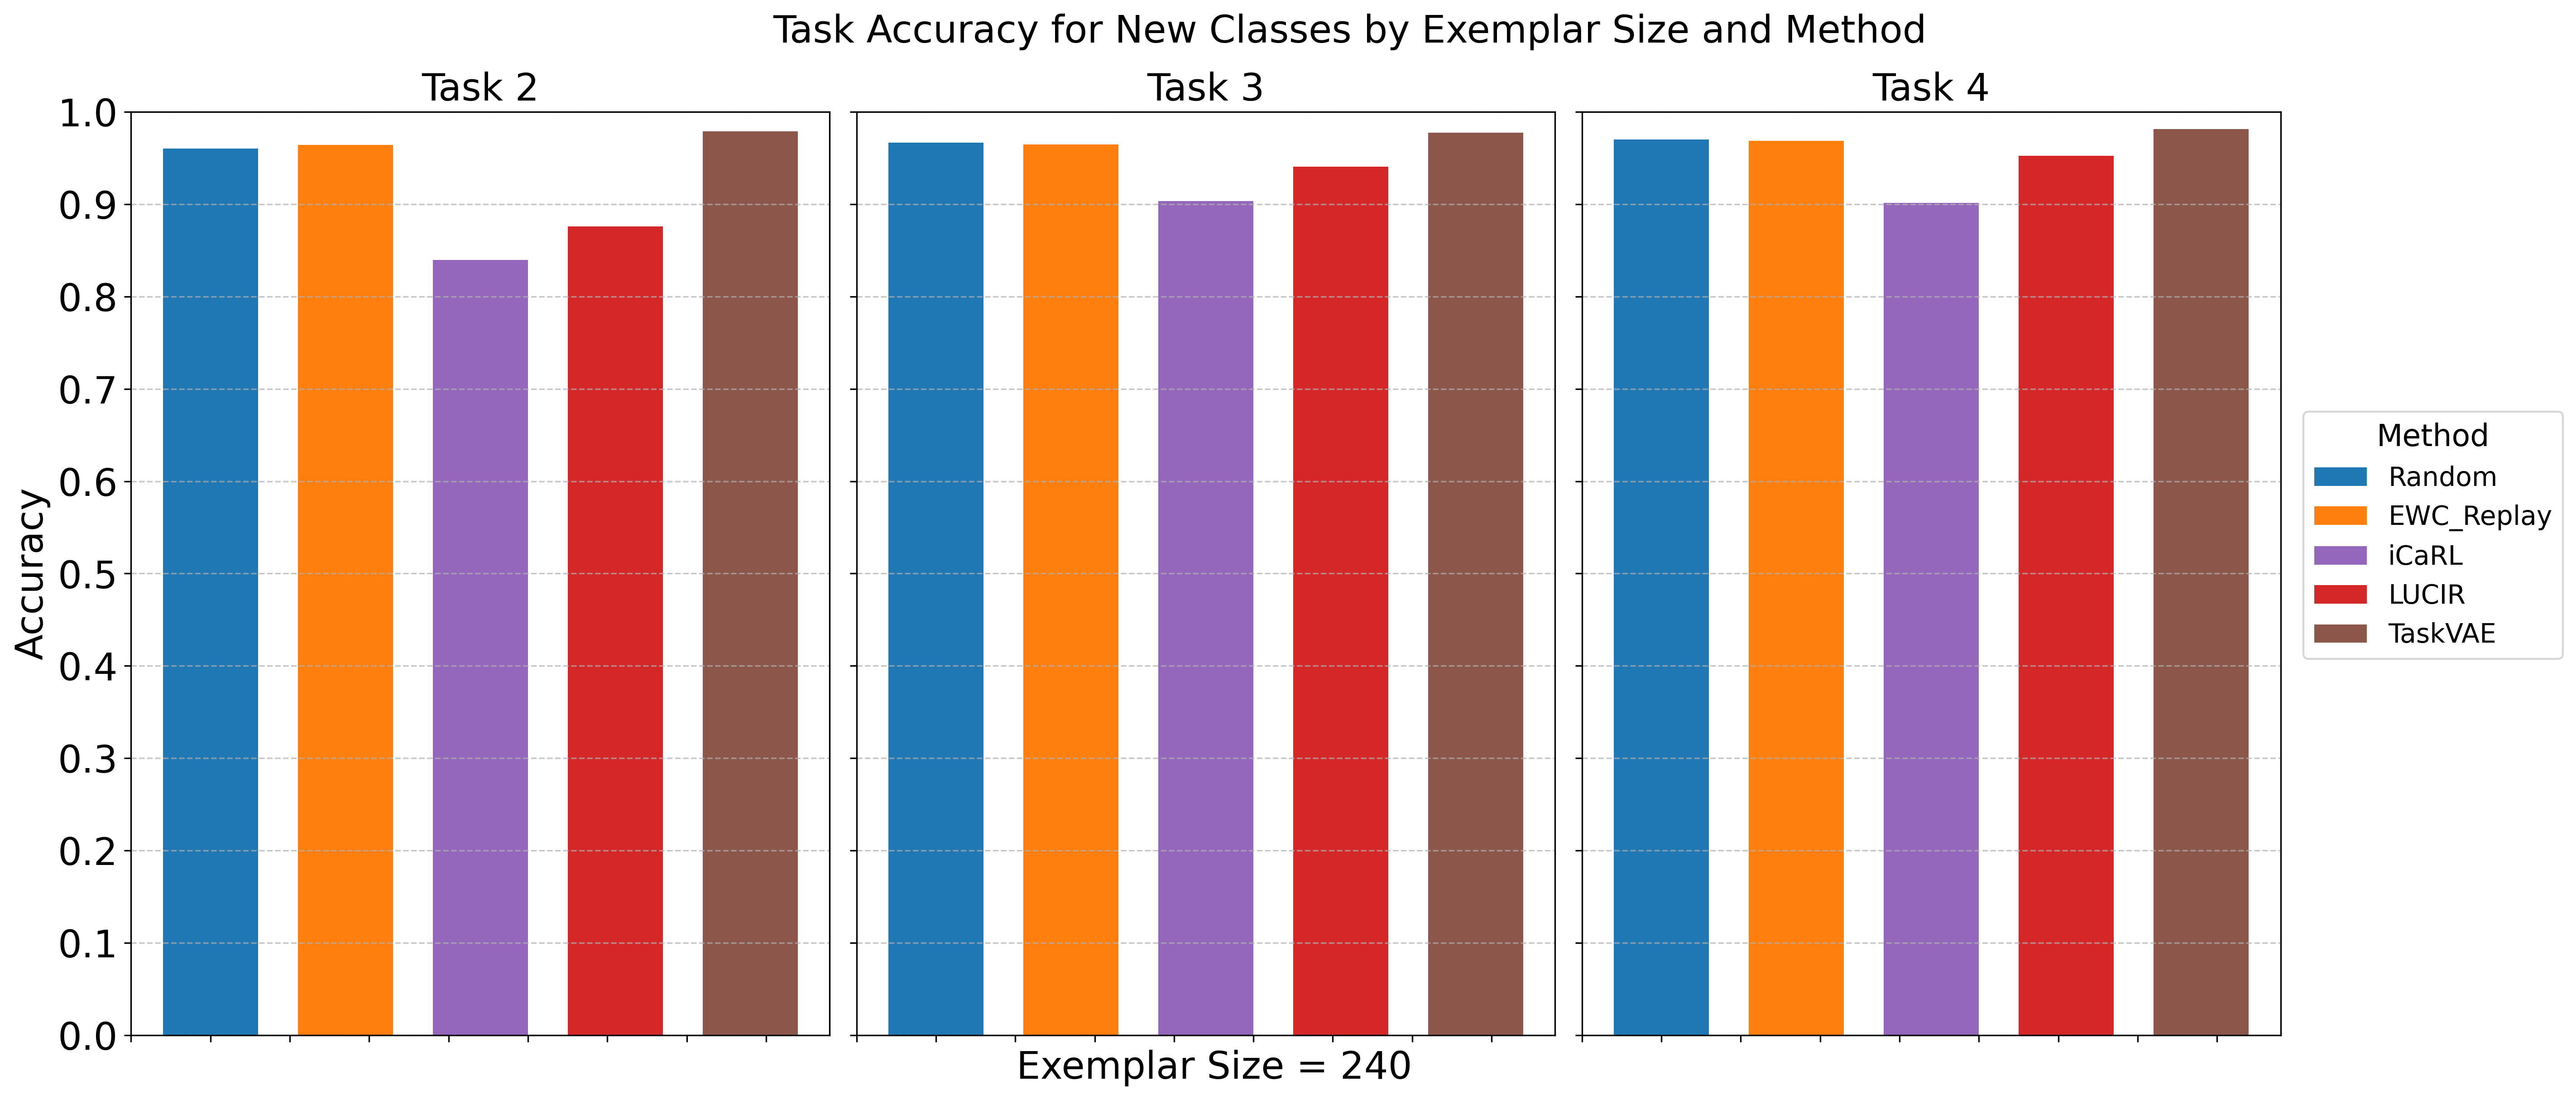 Task Accuracy for New Classes by Exemplar Size and Method
Task 2
Task 3
Task 4
1.0
0.9
0.8
0.7
0.6
0.5
0.4
0.3
0.2
0.1
0.0
Accuracy
Exemplar Size = 240
Method
Random
EWC_Replay
iCaRL
LUCIR
TaskVAE